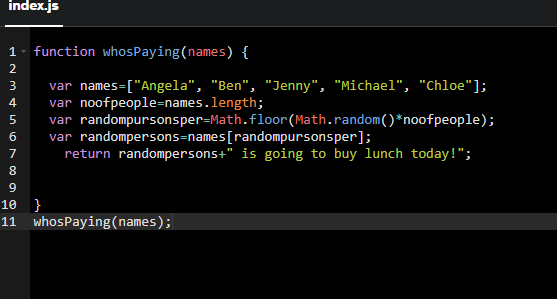 index.js
1 function whosPaying(names) {
2
3 var names=["Angela", "Ben", "Jenny", "Michael", "Chloe"];
4 var noofpeople=names.length;
5 var randompursonsper=Math.floor(Math.random()*noofpeople);
6 var randompersons=names[randompursonsper];
7 return randompersons+" is going to buy lunch today!";
8
9
10 }
11 whosPaying(names);